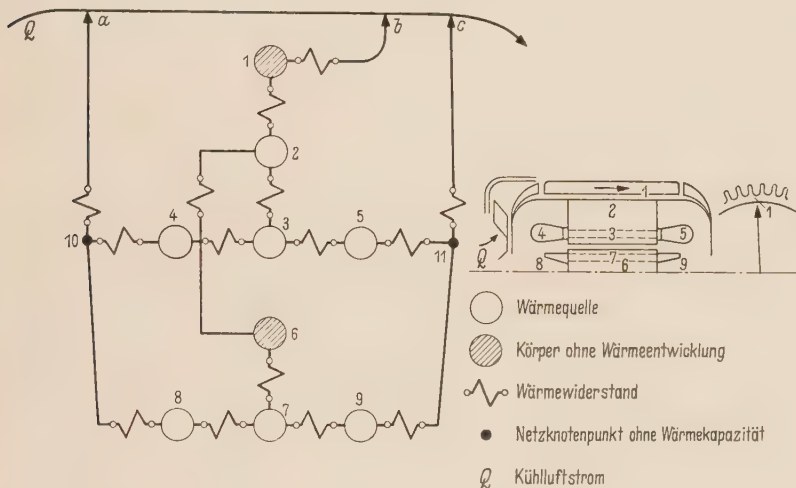 Q a b c
1
2
4 3 5
10 11
6
8 7 9
1 1
2
4 3 5
Q
8 7 9
6
Wärmequelle
Körper ohne Wärmeentwicklung
Wärmewiderstand
Netzknotenpunkt ohne Wärmekapazität
Q Kühlluftstrom